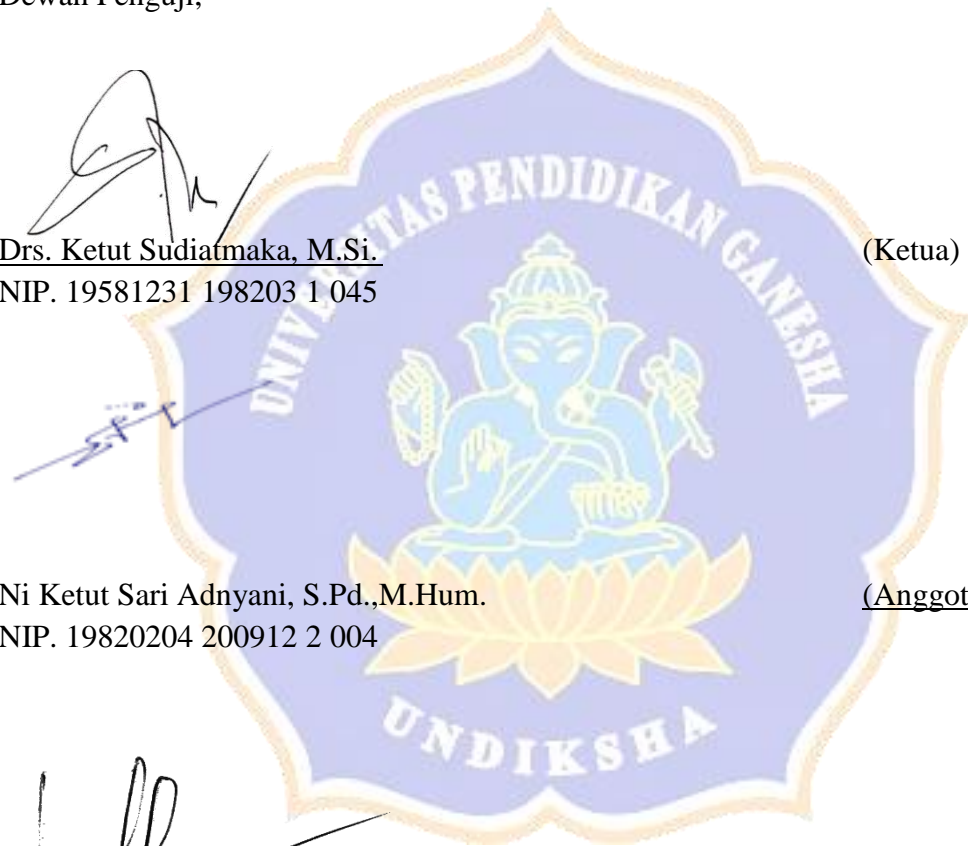 Dewan Penguji,
UNIVERSITAS PENDIDIKAN GANESHA
Drs. Ketut Sudiatmaka, M.Si. (Ketua)
NIP. 19581231 198203 1 045
Ni Ketut Sari Adnyani, S.Pd.,M.Hum. (Anggot
NIP. 19820204 200912 2 004
UNDIKSHA